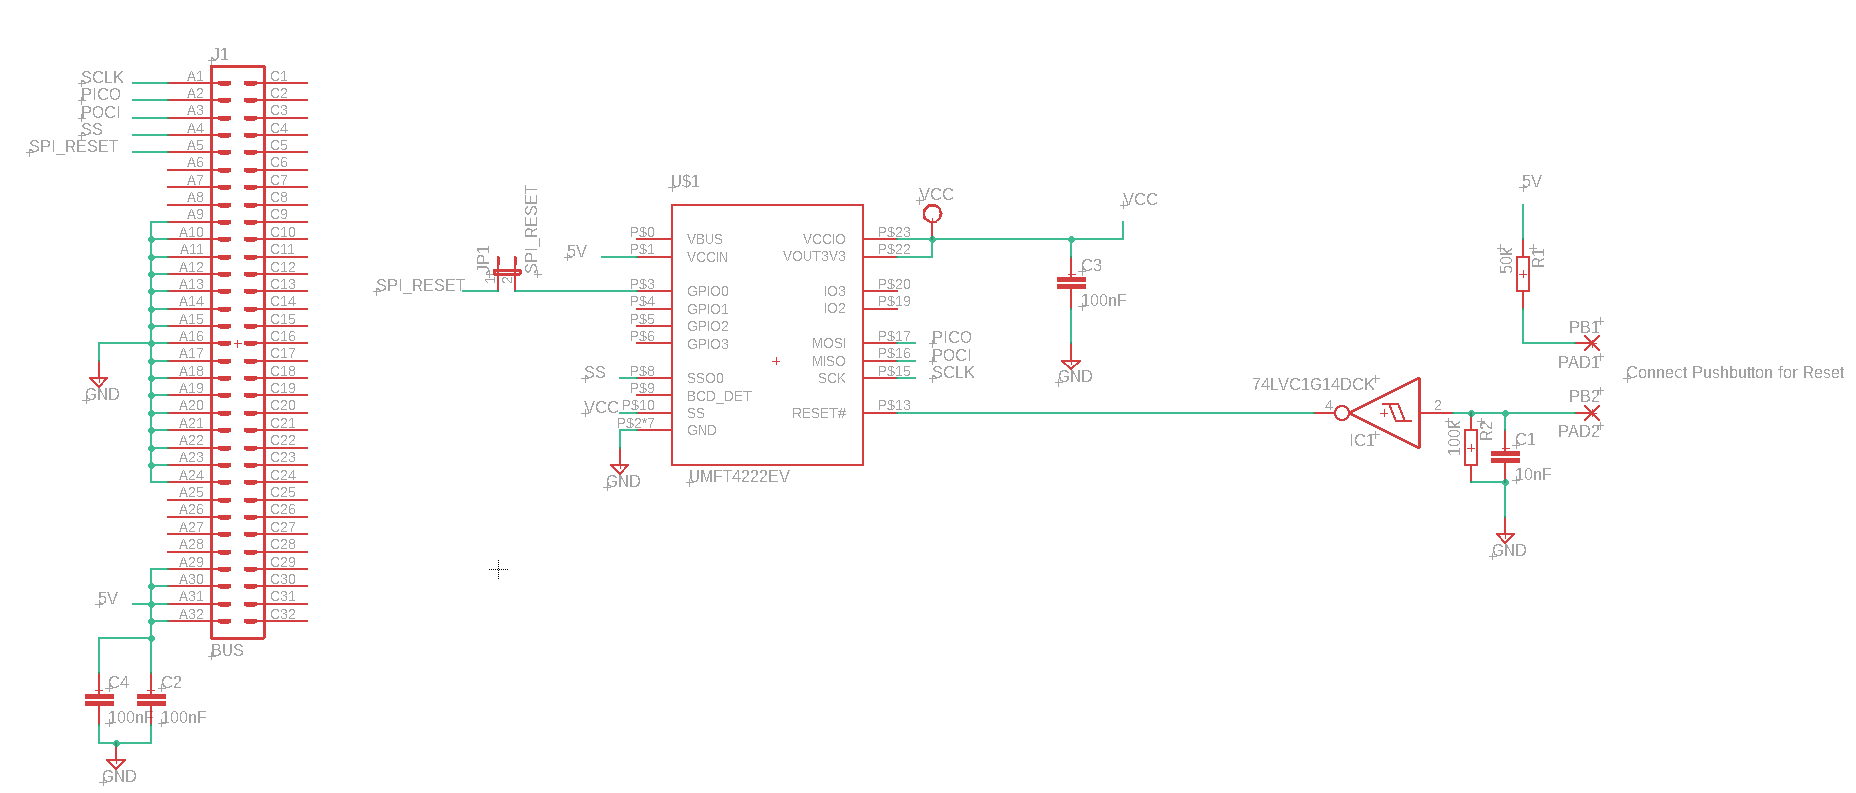 J1
SCLK
PICO
POCI
SS
SPI_RESET
A1 C1
A2 C2
A3 C3
A4 C4
A5 C5
A6 C6
A7 C7
A8 C8
A9 C9
A10 C10
A11 C11
A12 C12
A13 C13
A14 C14
A15 C15
A16 C16
A17 C17
A18 C18
A19 C19
A20 C20
A21 C21
A22 C22
A23 C23
A24 C24
A25 C25
A26 C26
A27 C27
A28 C28
A29 C29
A30 C30
A31 C31
A32 C32
GND
5V
BUS
C4
100nF
C2
100nF
GND
SPI_RESET
JP1
1
2
SPI_RESET
U$1
5V
SS
VCC
GND
P$0 VBUS
P$1 VCCIN
P$3 GPIO0
P$4 GPIO1
P$5 GPIO2
P$6 GPIO3
P$8 SSO0
P$9 BCD_DET
P$10 SS
P$2*7 GND
VCCIO P$23
VOUT3V3 P$22
IO3 P$20
IO2 P$19
MOSI P$17 PICO
MISO P$16 POCI
SCK P$15 SCLK
RESET# P$13
UMFT4222EV
VCC
VCC
C3
100nF
GND
74LVC1G14DCK
4
2
IC1
5V
50K
R1
PB1
PAD1
PB2
PAD2
Connect Pushbutton for Reset
100K
R2
C1
10nF
GND